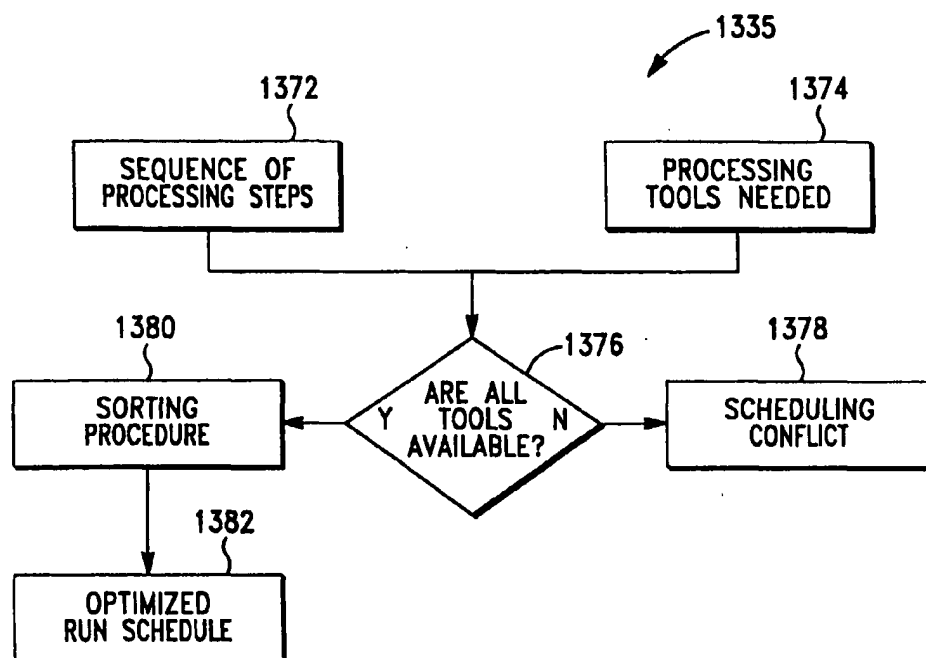 1335
1372
1374
SEQUENCE OF
PROCESSING STEPS
PROCESSING
TOOLS NEEDED
1380
1376
1378
SORTING
PROCEDURE
Y
ARE ALL
TOOLS
AVAILABLE?
N
SCHEDULING
CONFLICT
1382
OPTIMIZED
RUN SCHEDULE